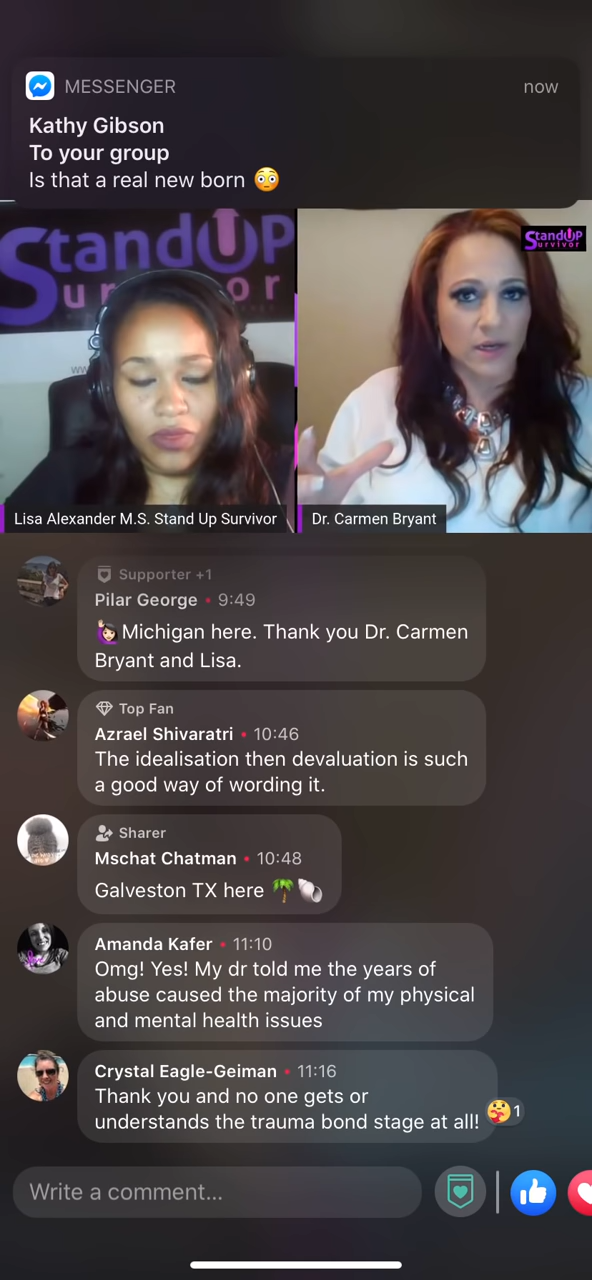 MESSENGER
now
Kathy Gibson
To your group
Is that a real new born 😳
StandUP
Sur or
ww
StandUP
Survivor
Lisa Alexander M.S. Stand Up Survivor
Dr. Carmen Bryant
Supporter +1
Pilar George • 9:49
🙋🏻‍♀️Michigan here. Thank you Dr. Carmen
Bryant and Lisa.
Top Fan
Azrael Shivaratri • 10:46
The idealisation then devaluation is such
a good way of wording it.
Sharer
Mschat Chatman • 10:48
Galveston TX here 🌴🐚
Amanda Kafer • 11:10
Omg! Yes! My dr told me the years of
abuse caused the majority of my physical
and mental health issues
Crystal Eagle-Geiman • 11:16
Thank you and no one gets or
understands the trauma bond stage at all!
1
Write a comment...